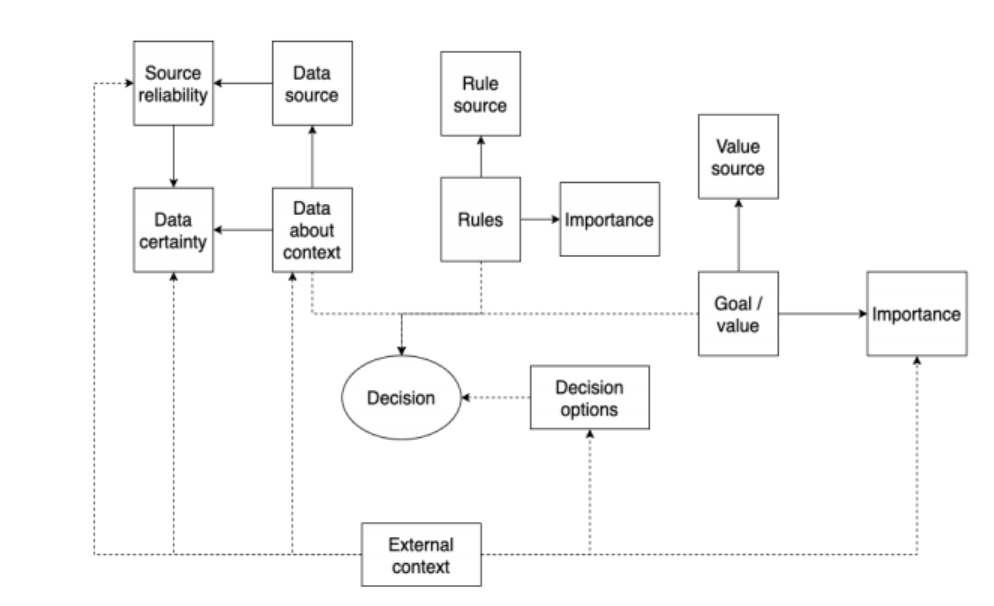 Source
reliability
Data
source
Rule
source
Value
source
Data
certainty
Data
about
context
Rules
Importance
Goal /
value
Importance
Decision
Decision
options
External
context